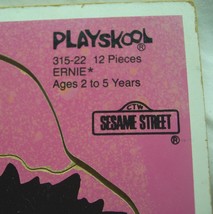 PLAYSKOOL®
315-22 12 Pieces
ERNIE*
Ages 2 to 5 Years
CTW
SESAME STREET
®